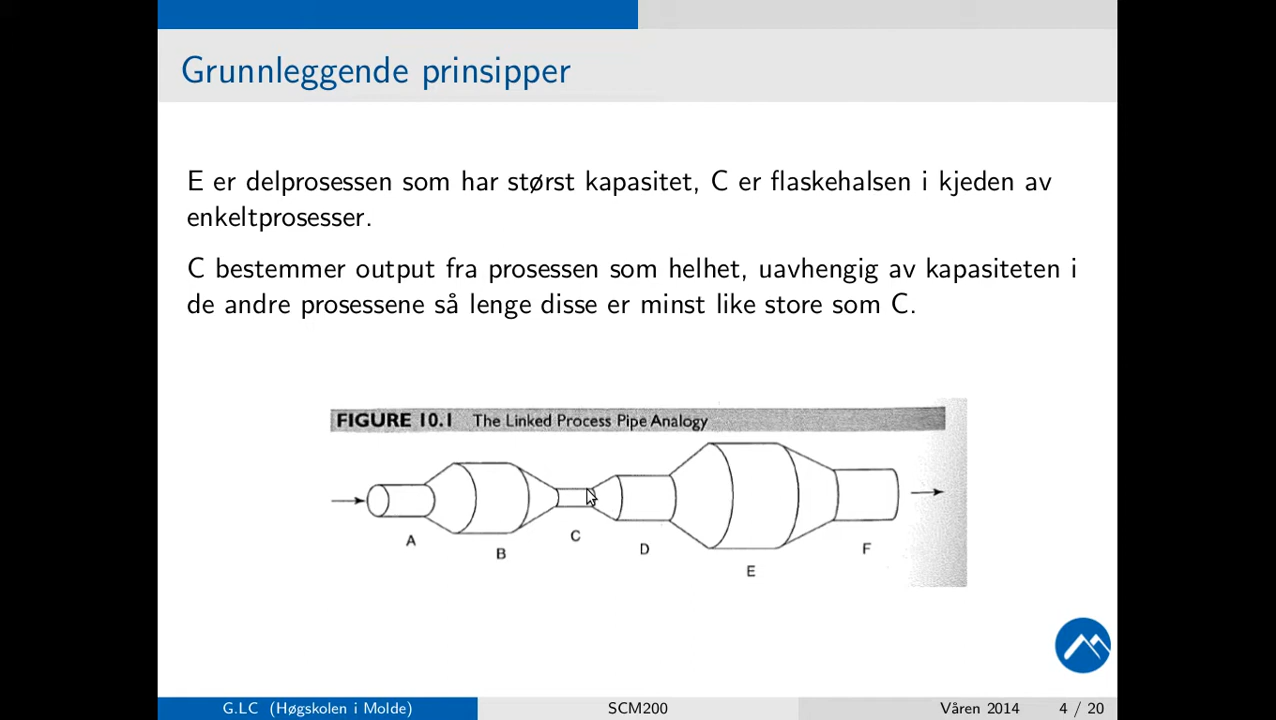 Grunnleggende prinsipper
E er delprosessen som har størst kapasitet, C er flaskehalsen i kjeden av
enkeltprosesser.
C bestemmer output fra prosessen som helhet, uavhengig av kapasiteten i
de andre prosessene så lenge disse er minst like store som C.
FIGURE 10.1 The Linked Process Pipe Analogy
A
B
C
D
E
F
G.LC (Høgskolen i Molde) SCM200 Våren 2014 4 / 20